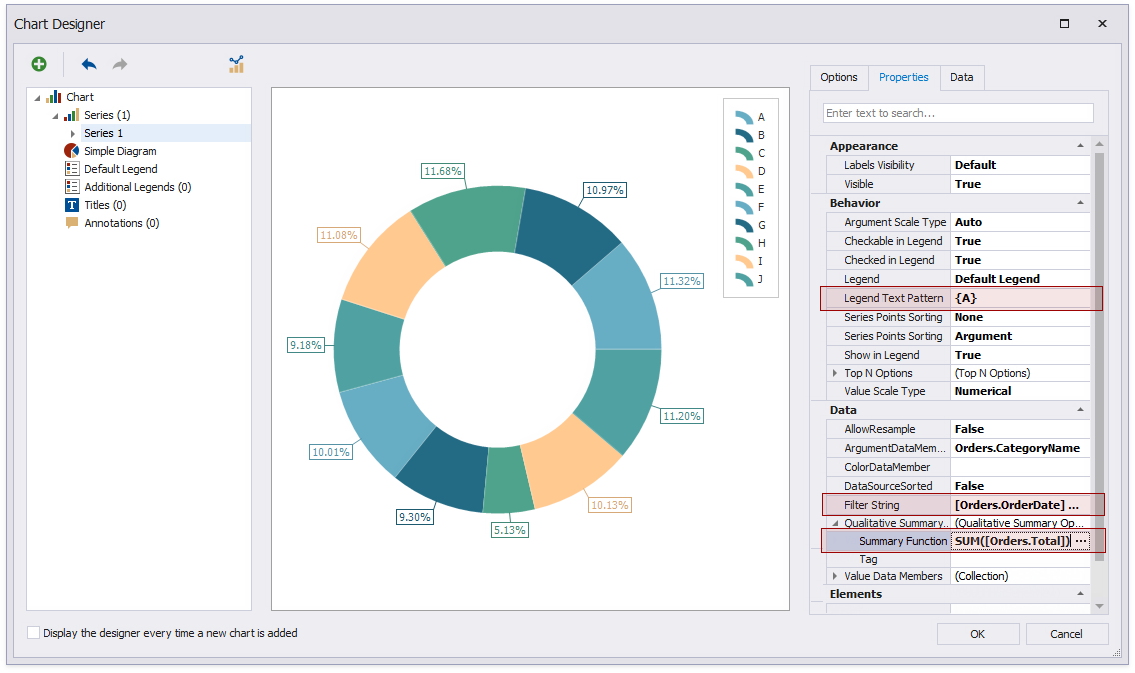 Chart Designer
Chart
Series (1)
Series 1
Simple Diagram
Default Legend
Additional Legends (0)
T Titles (0)
Annotations (0)
11.68%
10.97%
11.08%
11.32%
9.18%
11.20%
10.01%
10.13%
9.30%
5.13%
A
B
C
D
E
F
G
H
I
J
Options Properties Data
Enter text to search...
Appearance
Labels Visibility Default
Visible True
Behavior
Argument Scale Type Auto
Checkable in Legend True
Checked in Legend True
Legend Default Legend
Legend Text Pattern {A}
Series Points Sorting None
Series Points Sorting Argument
Show in Legend True
Top N Options (Top N Options)
Value Scale Type Numerical
Data
AllowResample False
ArgumentDataMem... Orders.CategoryName
ColorDataMember
DataSourceSorted False
Filter String [Orders.OrderDate] ...
Qualitative Summary... (Qualitative Summary Op...
Summary Function SUM([Orders.Total]) ...
Tag
Value Data Members (Collection)
Elements
Display the designer every time a new chart is added
OK Cancel